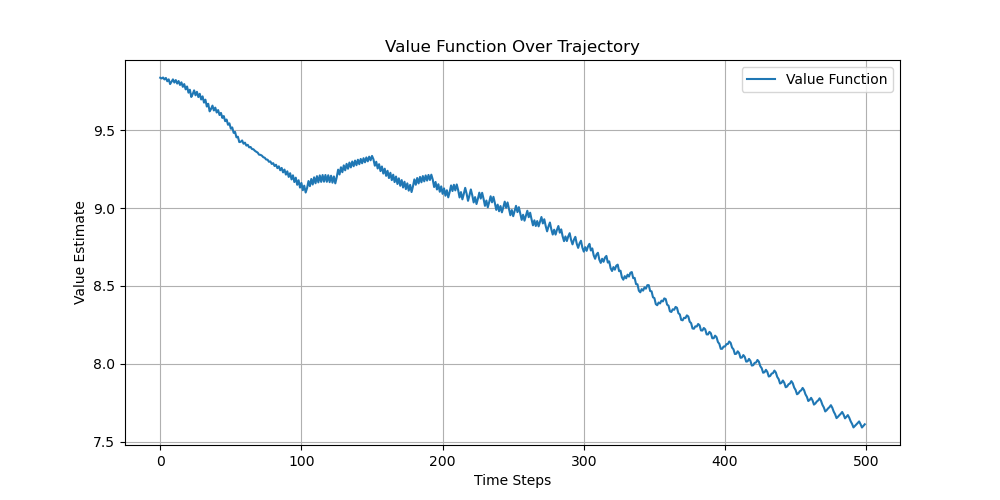 Value Function Over Trajectory
Value Function
Value Estimate
9.5
9.0
8.5
8.0
7.5
0 100 200 300 400 500
Time Steps